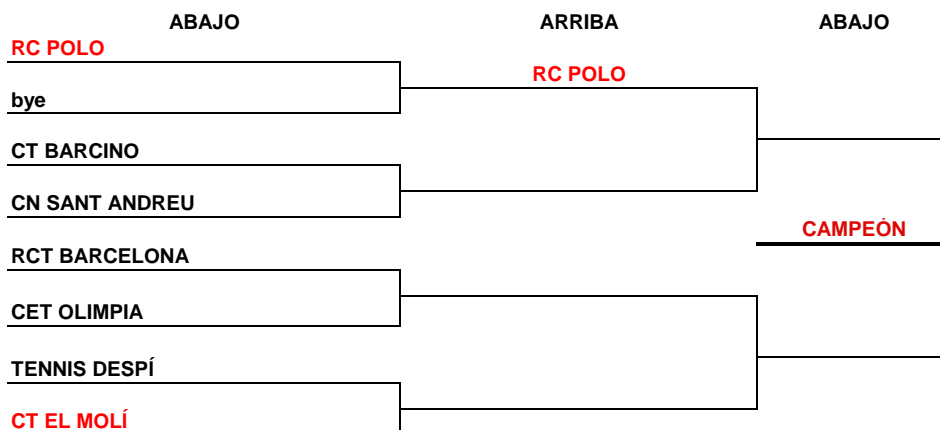 ABAJO ARRIBA ABAJO
RC POLO
RC POLO
bye
CT BARCINO
CN SANT ANDREU
CAMPEÓN
RCT BARCELONA
CET OLIMPIA
TENNIS DESPÍ
CT EL MOLÍ